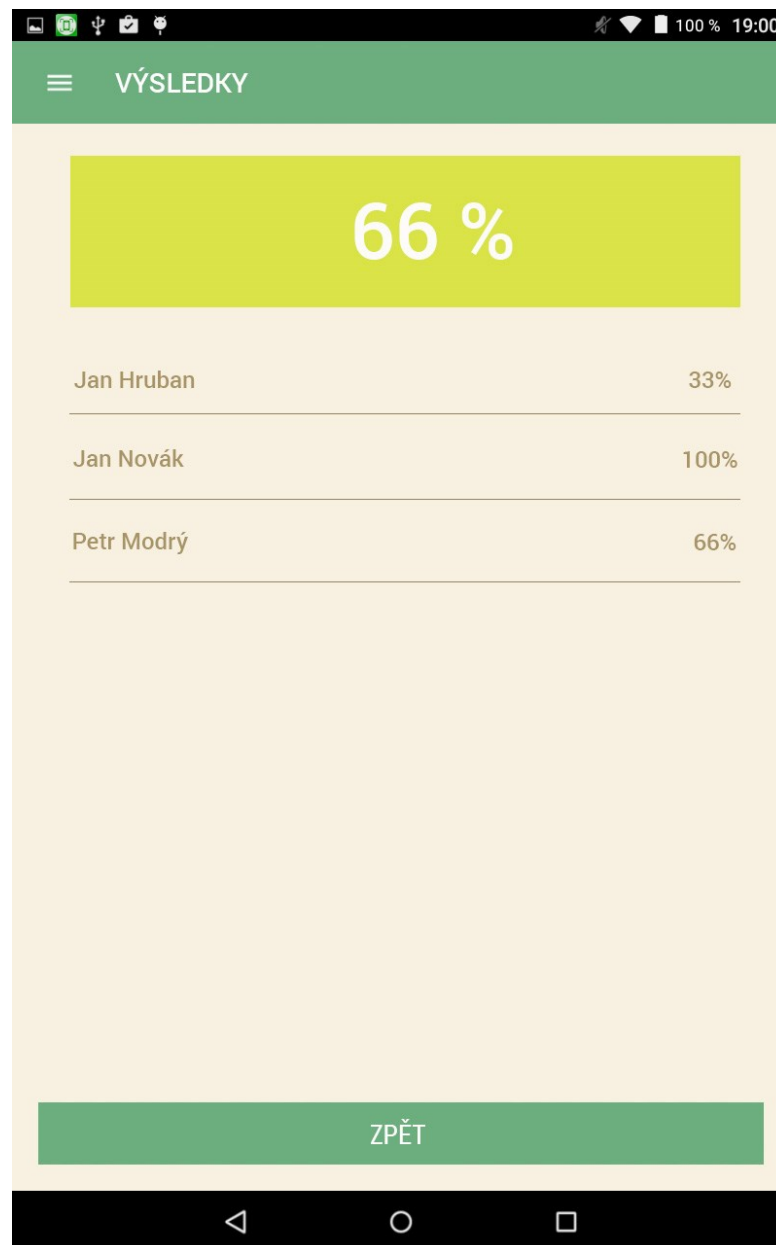 100 % 19:00
VÝSLEDKY
66 %
Jan Hruban 33%
Jan Novák 100%
Petr Modrý 66%
ZPĚT